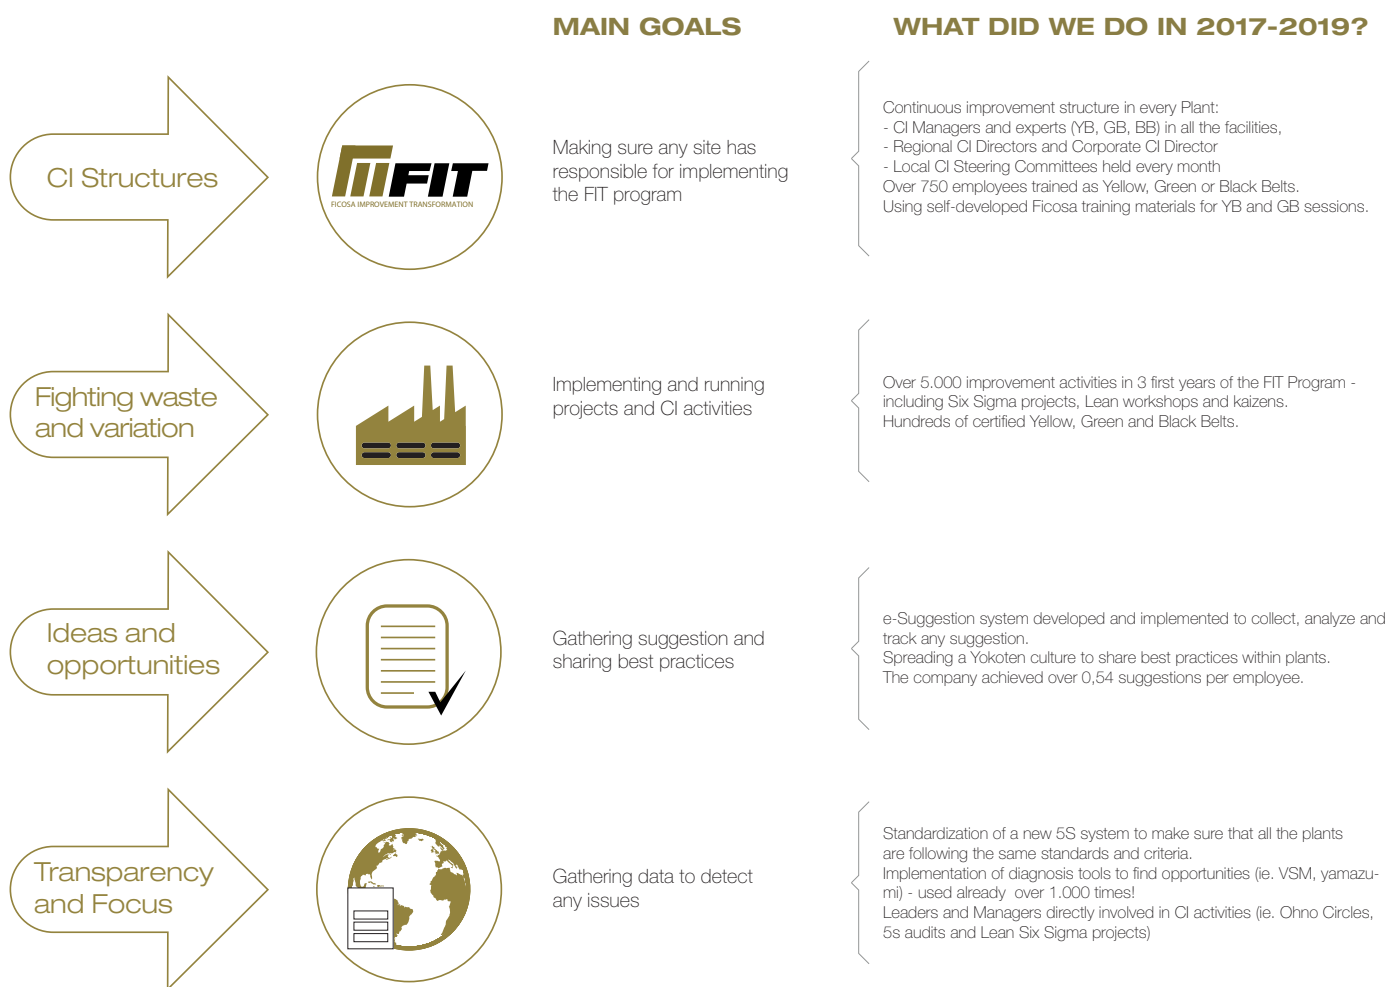 MAIN GOALS
WHAT DID WE DO IN 2017-2019?
CI Structures
FIT
FICOSA IMPROVEMENT TRANSFORMATION
Making sure any site has
responsible for implementing
the FIT program
Continuous improvement structure in every Plant:
- CI Managers and experts (YB, GB, BB) in all the facilities,
- Regional CI Directors and Corporate CI Director
- Local CI Steering Committees held every month
Over 750 employees trained as Yellow, Green or Black Belts.
Using self-developed Ficosa training materials for YB and GB sessions.
Fighting waste
and variation
Implementing and running
projects and CI activities
Over 5.000 improvement activities in 3 first years of the FIT Program -
including Six Sigma projects, Lean workshops and kaizens.
Hundreds of certified Yellow, Green and Black Belts.
Ideas and
opportunities
Gathering suggestion and
sharing best practices
e-Suggestion system developed and implemented to collect, analyze and
track any suggestion.
Spreading a Yokoten culture to share best practices within plants.
The company achieved over 0,54 suggestions per employee.
Transparency
and Focus
Gathering data to detect
any issues
Standardization of a new 5S system to make sure that all the plants
are following the same standards and criteria.
Implementation of diagnosis tools to find opportunities (ie. VSM, yamazu-
mi) - used already  over 1.000 times!
Leaders and Managers directly involved in CI activities (ie. Ohno Circles,
5s audits and Lean Six Sigma projects)